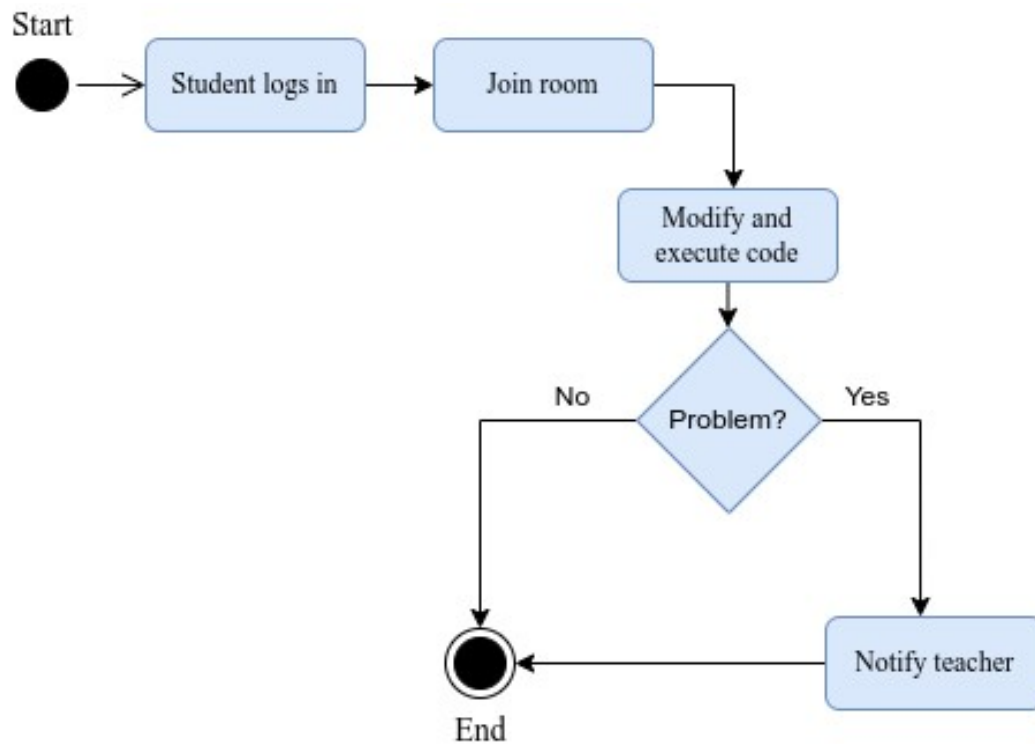 Start
Student logs in
Join room
Modify and
execute code
Problem?
No
Yes
Notify teacher
End